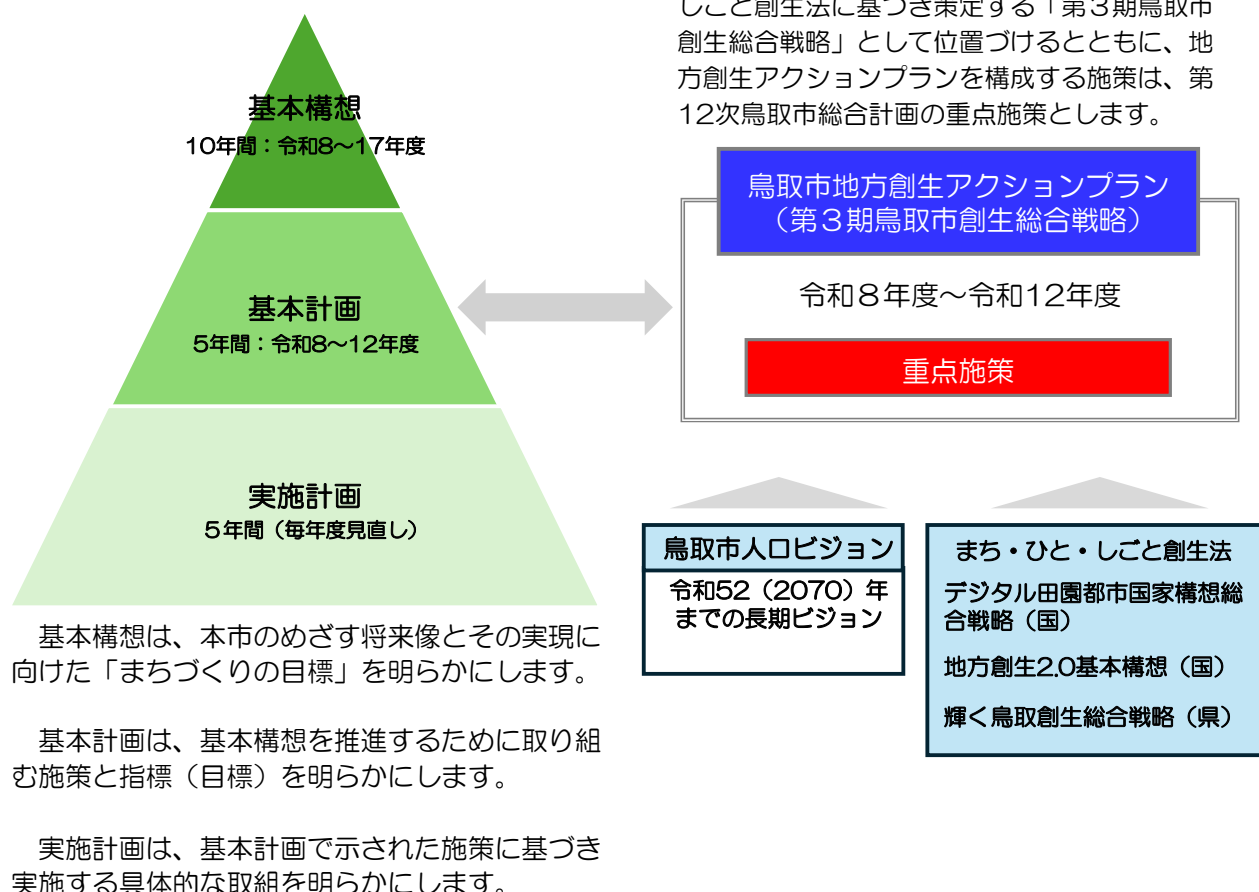 基本構想
10年間：令和8～17年度
基本計画
5年間：令和8～12年度
実施計画
５年間（毎年度見直し）
基本構想は、本市のめざす将来像とその実現に
向けた「まちづくりの目標」を明らかにします。
基本計画は、基本構想を推進するために取り組
む施策と指標（目標）を明らかにします。
実施計画は、基本計画で示された施策に基づき
実施する具体的な取組を明らかにします。
しごと創生法に基づき策定する「第３期鳥取市
創生総合戦略」として位置づけるとともに、地
方創生アクションプランを構成する施策は、第
12次鳥取市総合計画の重点施策とします。
鳥取市地方創生アクションプラン
（第３期鳥取市創生総合戦略）
令和８年度～令和12年度
重点施策
鳥取市人口ビジョン
令和52（2070）年
までの長期ビジョン
まち・ひと・しごと創生法
デジタル田園都市国家構想総
合戦略（国）
地方創生2.0基本構想（国）
輝く鳥取創生総合戦略（県）